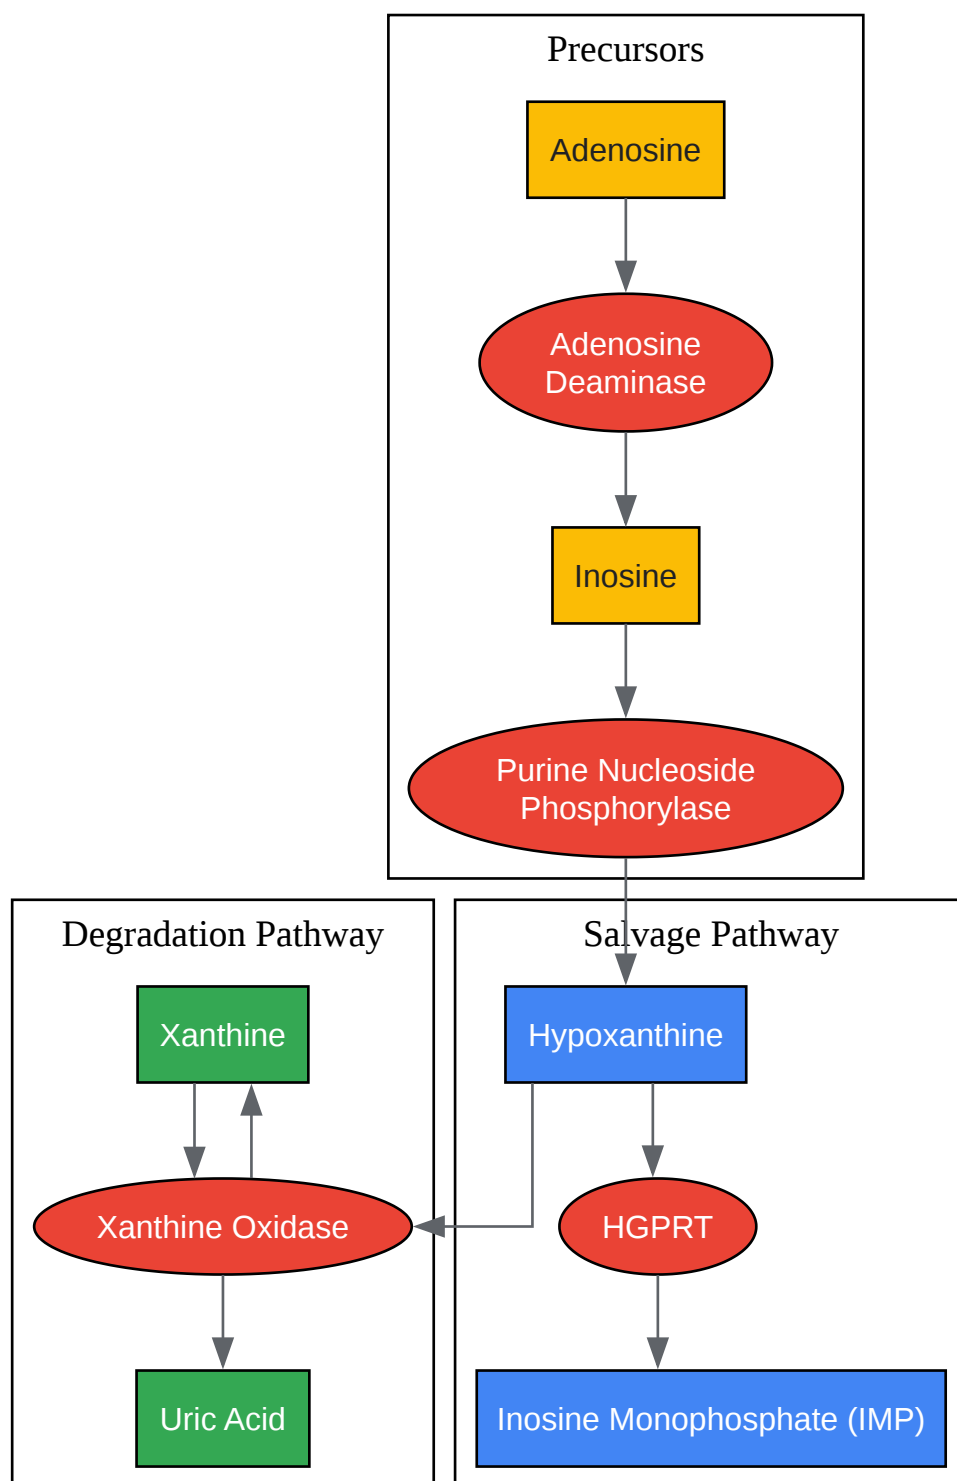 Precursors
Adenosine
Adenosine
Deaminase
Inosine
Purine Nucleoside
Phosphorylase
Degradation Pathway
Xanthine
Xanthine Oxidase
Uric Acid
Salvage Pathway
Hypoxanthine
HGPRT
Inosine Monophosphate (IMP)